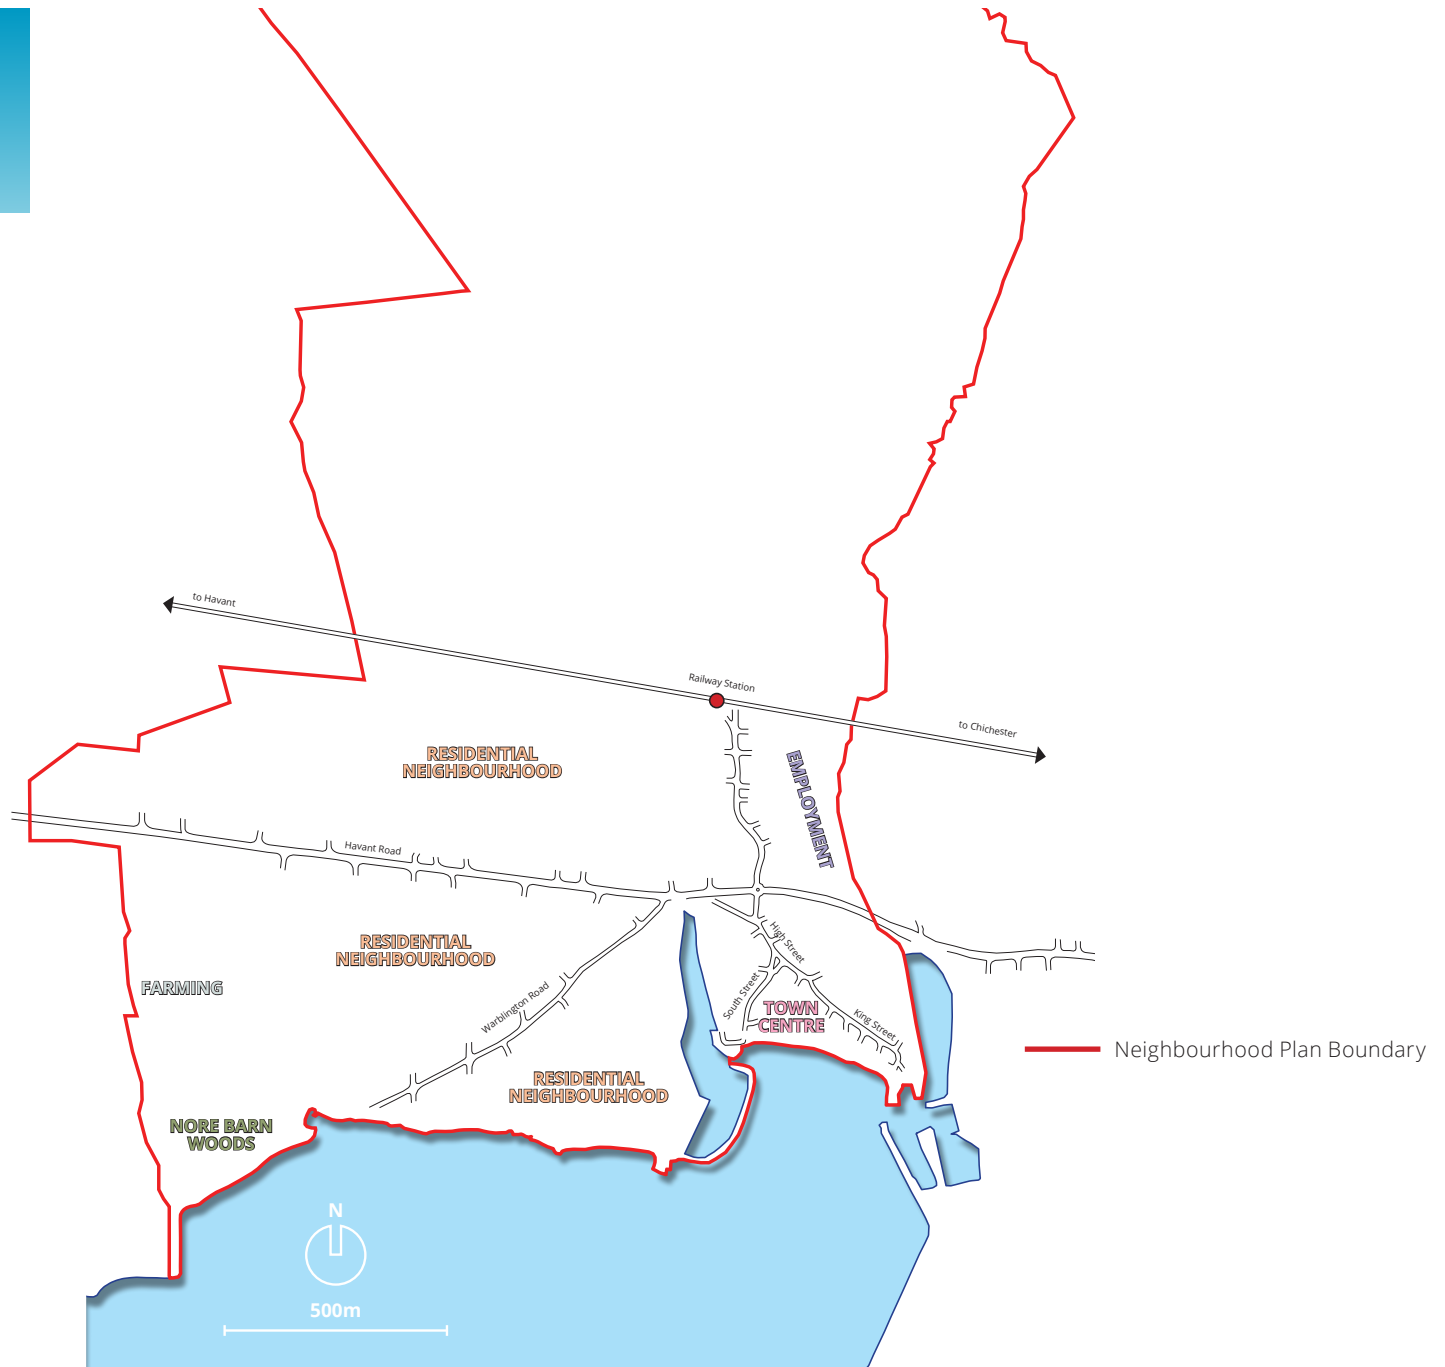 to Havant
Railway Station
to Chichester
RESIDENTIAL
NEIGHBOURHOOD
EMPLOYMENT
Havant Road
High Street
RESIDENTIAL
NEIGHBOURHOOD
FARMING
Warblington Road
South Street
TOWN
CENTRE
King Street
Neighbourhood Plan Boundary
RESIDENTIAL
NEIGHBOURHOOD
NORE BARN
WOODS
N
500m